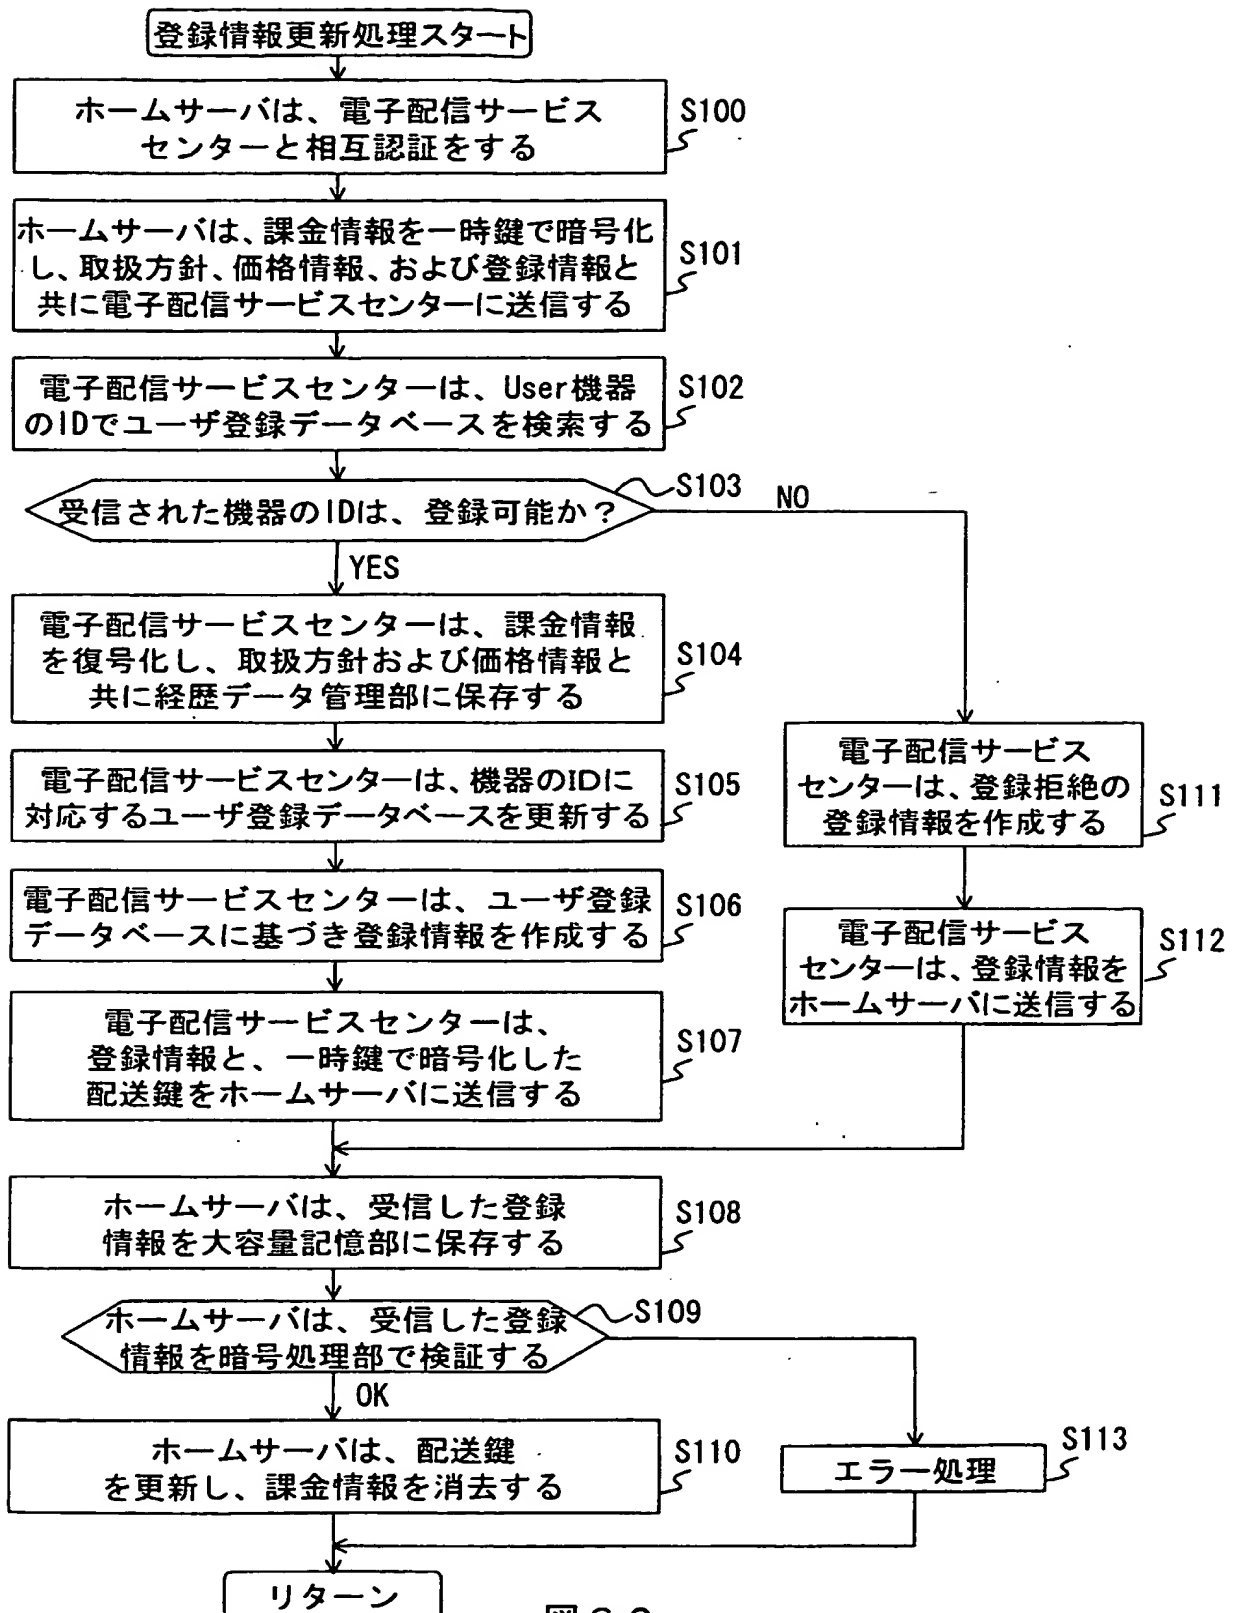 登録情報更新処理スタート
ホームサーバは、電子配信サービス
センターと相互認証をする
S100
ホームサーバは、課金情報を一時鍵で暗号化
し、取扱方針、価格情報、および登録情報と
共に電子配信サービスセンターに送信する
S101
電子配信サービスセンターは、User機器
のIDでユーザ登録データベースを検索する
S102
受信された機器のIDは、登録可能か？
S103
NO
YES
電子配信サービスセンターは、課金情報
を復号化し、取扱方針および価格情報と
共に経歴データ管理部に保存する
S104
電子配信サービスセンターは、機器のIDに
対応するユーザ登録データベースを更新する
S105
電子配信サービスセンターは、ユーザ登録
データベースに基づき登録情報を作成する
S106
電子配信サービスセンターは、
登録情報と、一時鍵で暗号化した
配送鍵をホームサーバに送信する
S107
電子配信サービス
センターは、登録拒絶の
登録情報を作成する
S111
電子配信サービス
センターは、登録情報を
ホームサーバに送信する
S112
ホームサーバは、受信した登録
情報を大容量記憶部に保存する
S108
ホームサーバは、受信した登録
情報を暗号処理部で検証する
S109
OK
ホームサーバは、配送鍵
を更新し、課金情報を消去する
S110
エラー処理
S113
リターン